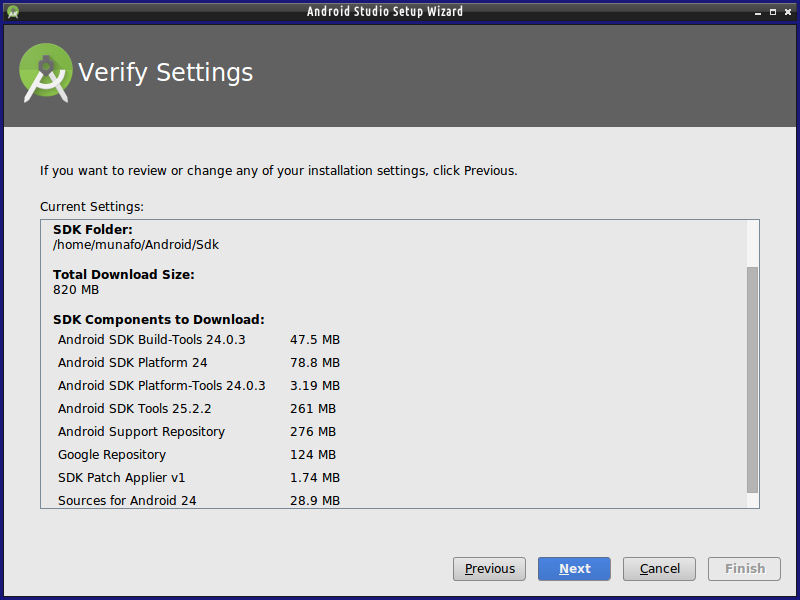 Android Studio Setup Wizard
Verify Settings
If you want to review or change any of your installation settings, click Previous.
Current Settings:
SDK Folder:
/home/munafo/Android/Sdk
Total Download Size:
820 MB
SDK Components to Download:
Android SDK Build-Tools 24.0.3 47.5 MB
Android SDK Platform 24 78.8 MB
Android SDK Platform-Tools 24.0.3 3.19 MB
Android SDK Tools 25.2.2 261 MB
Android Support Repository 276 MB
Google Repository 124 MB
SDK Patch Applier v1 1.74 MB
Sources for Android 24 28.9 MB
Previous Next Cancel Finish